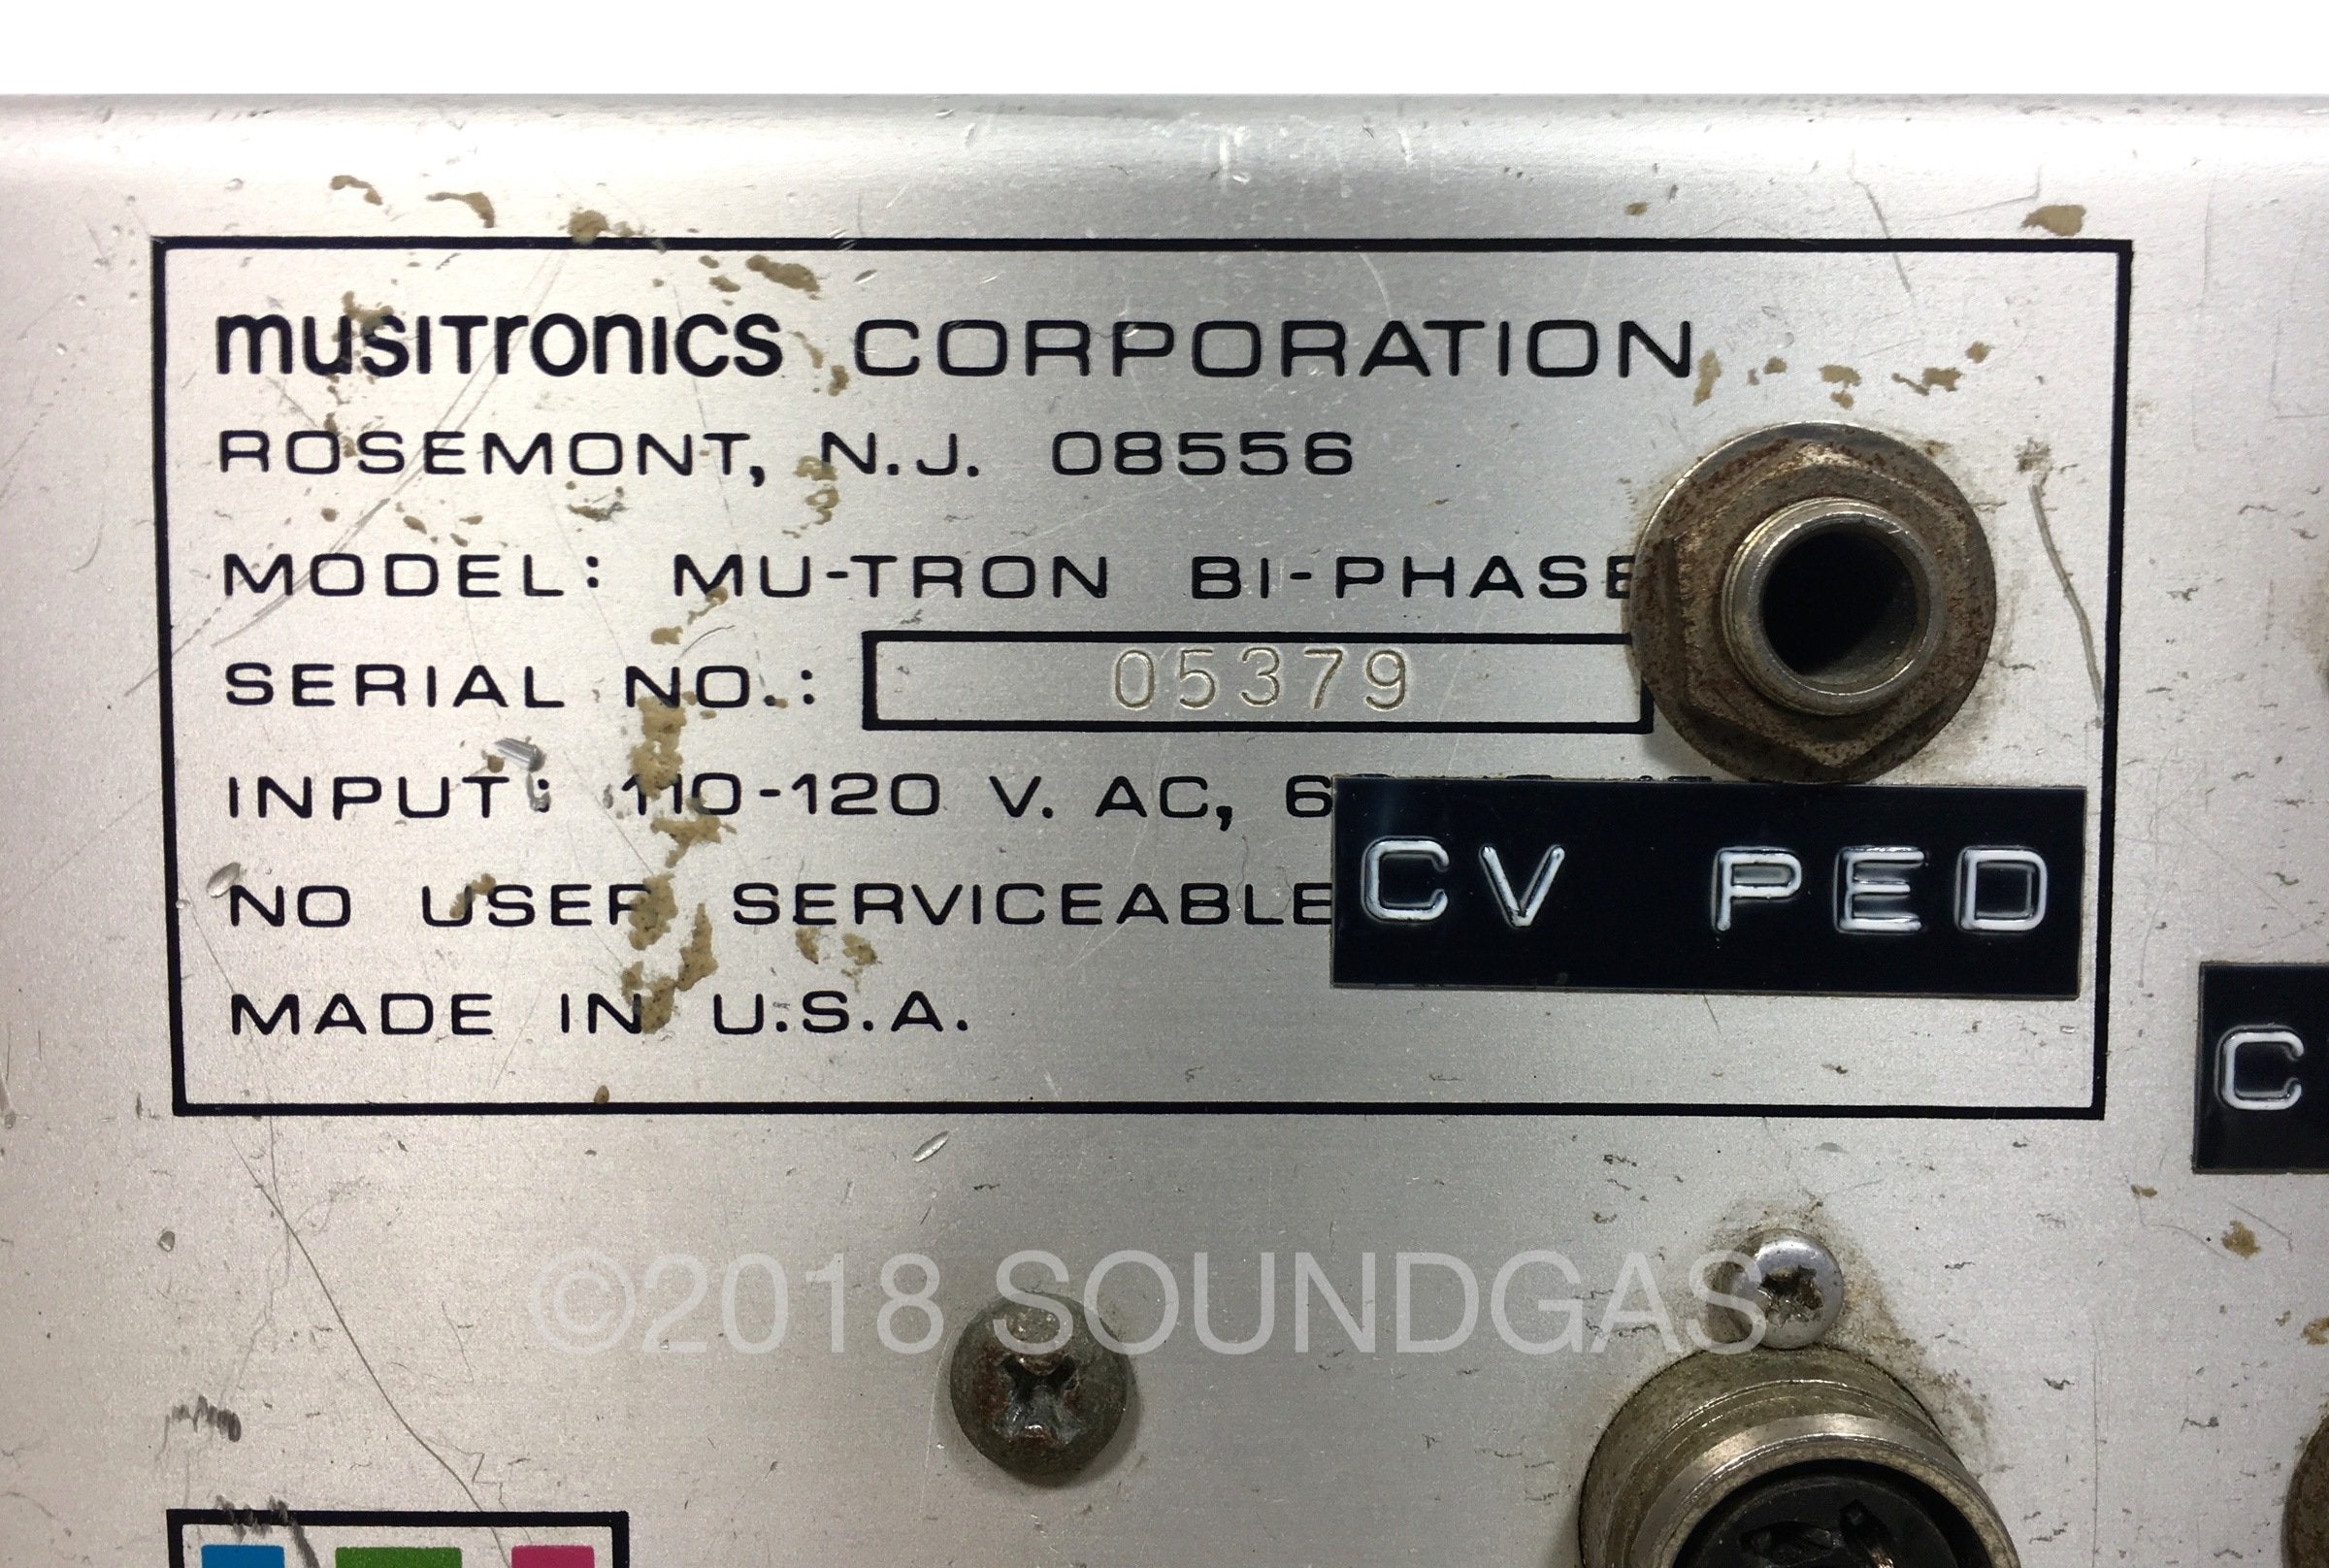 musiTronics CORPORATION
ROSEMONT, N.J. 08556
MODEL: MU-TRON BI-PHASE
SERIAL NO.: 05379
INPUT: 110-120 V. AC, 6
NO USER SERVICEABLE
CV PED
MADE IN U.S.A.
C
©2018 SOUNDGAS